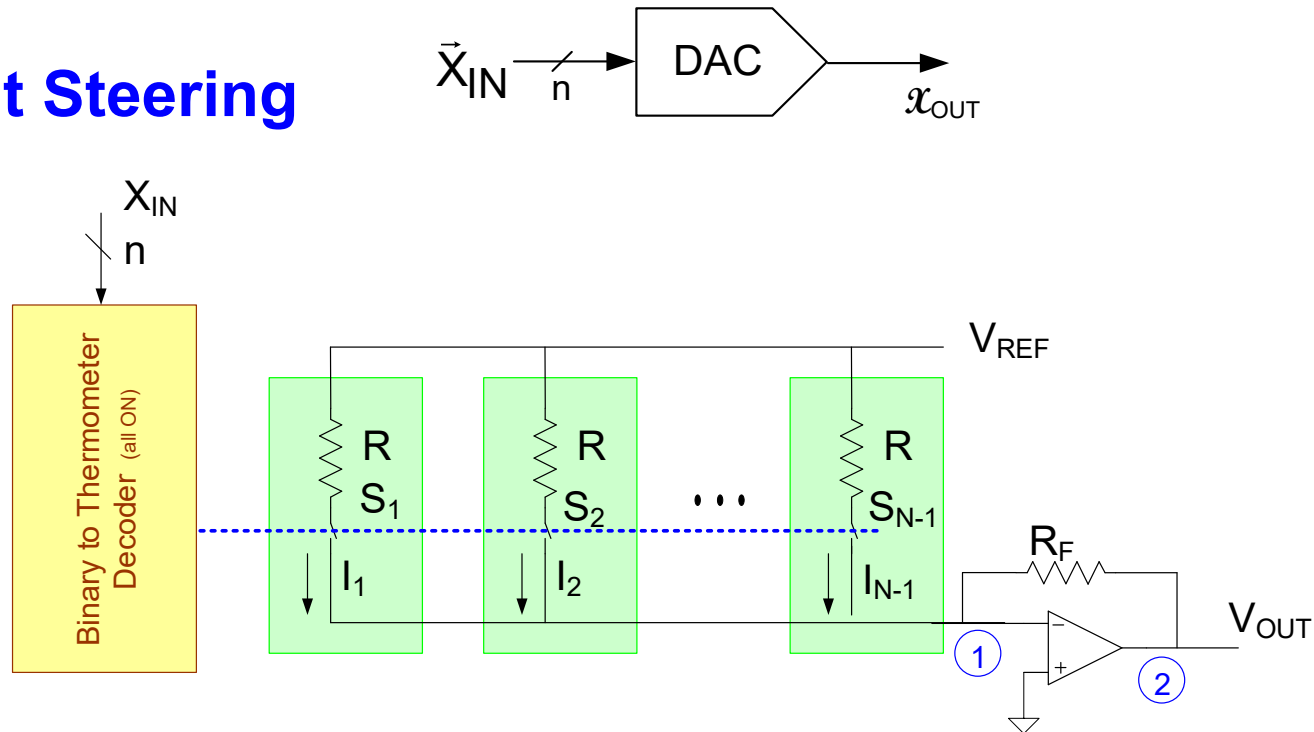 t Steering
X⃗IN
n
DAC
𝓧OUT
XIN
n
Binary to Thermometer
Decoder (all ON)
VREF
R
R
R
S1
S2
• • •
SN-1
I1
I2
IN-1
RF
VOUT
−
+
1
2